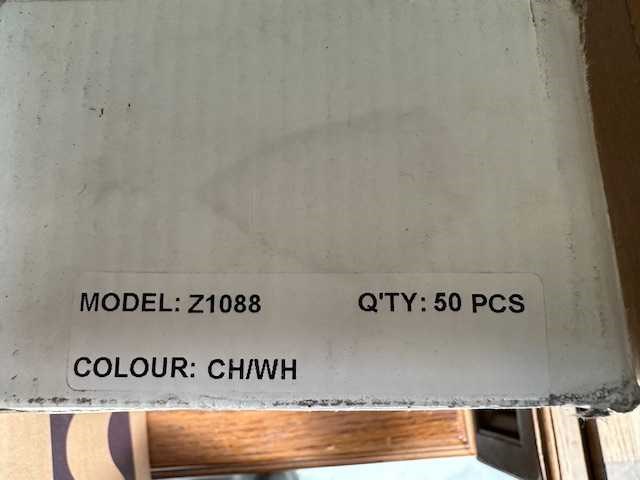 MODEL: Z1088 Q'TY: 50 PCS
COLOUR: CH/WH